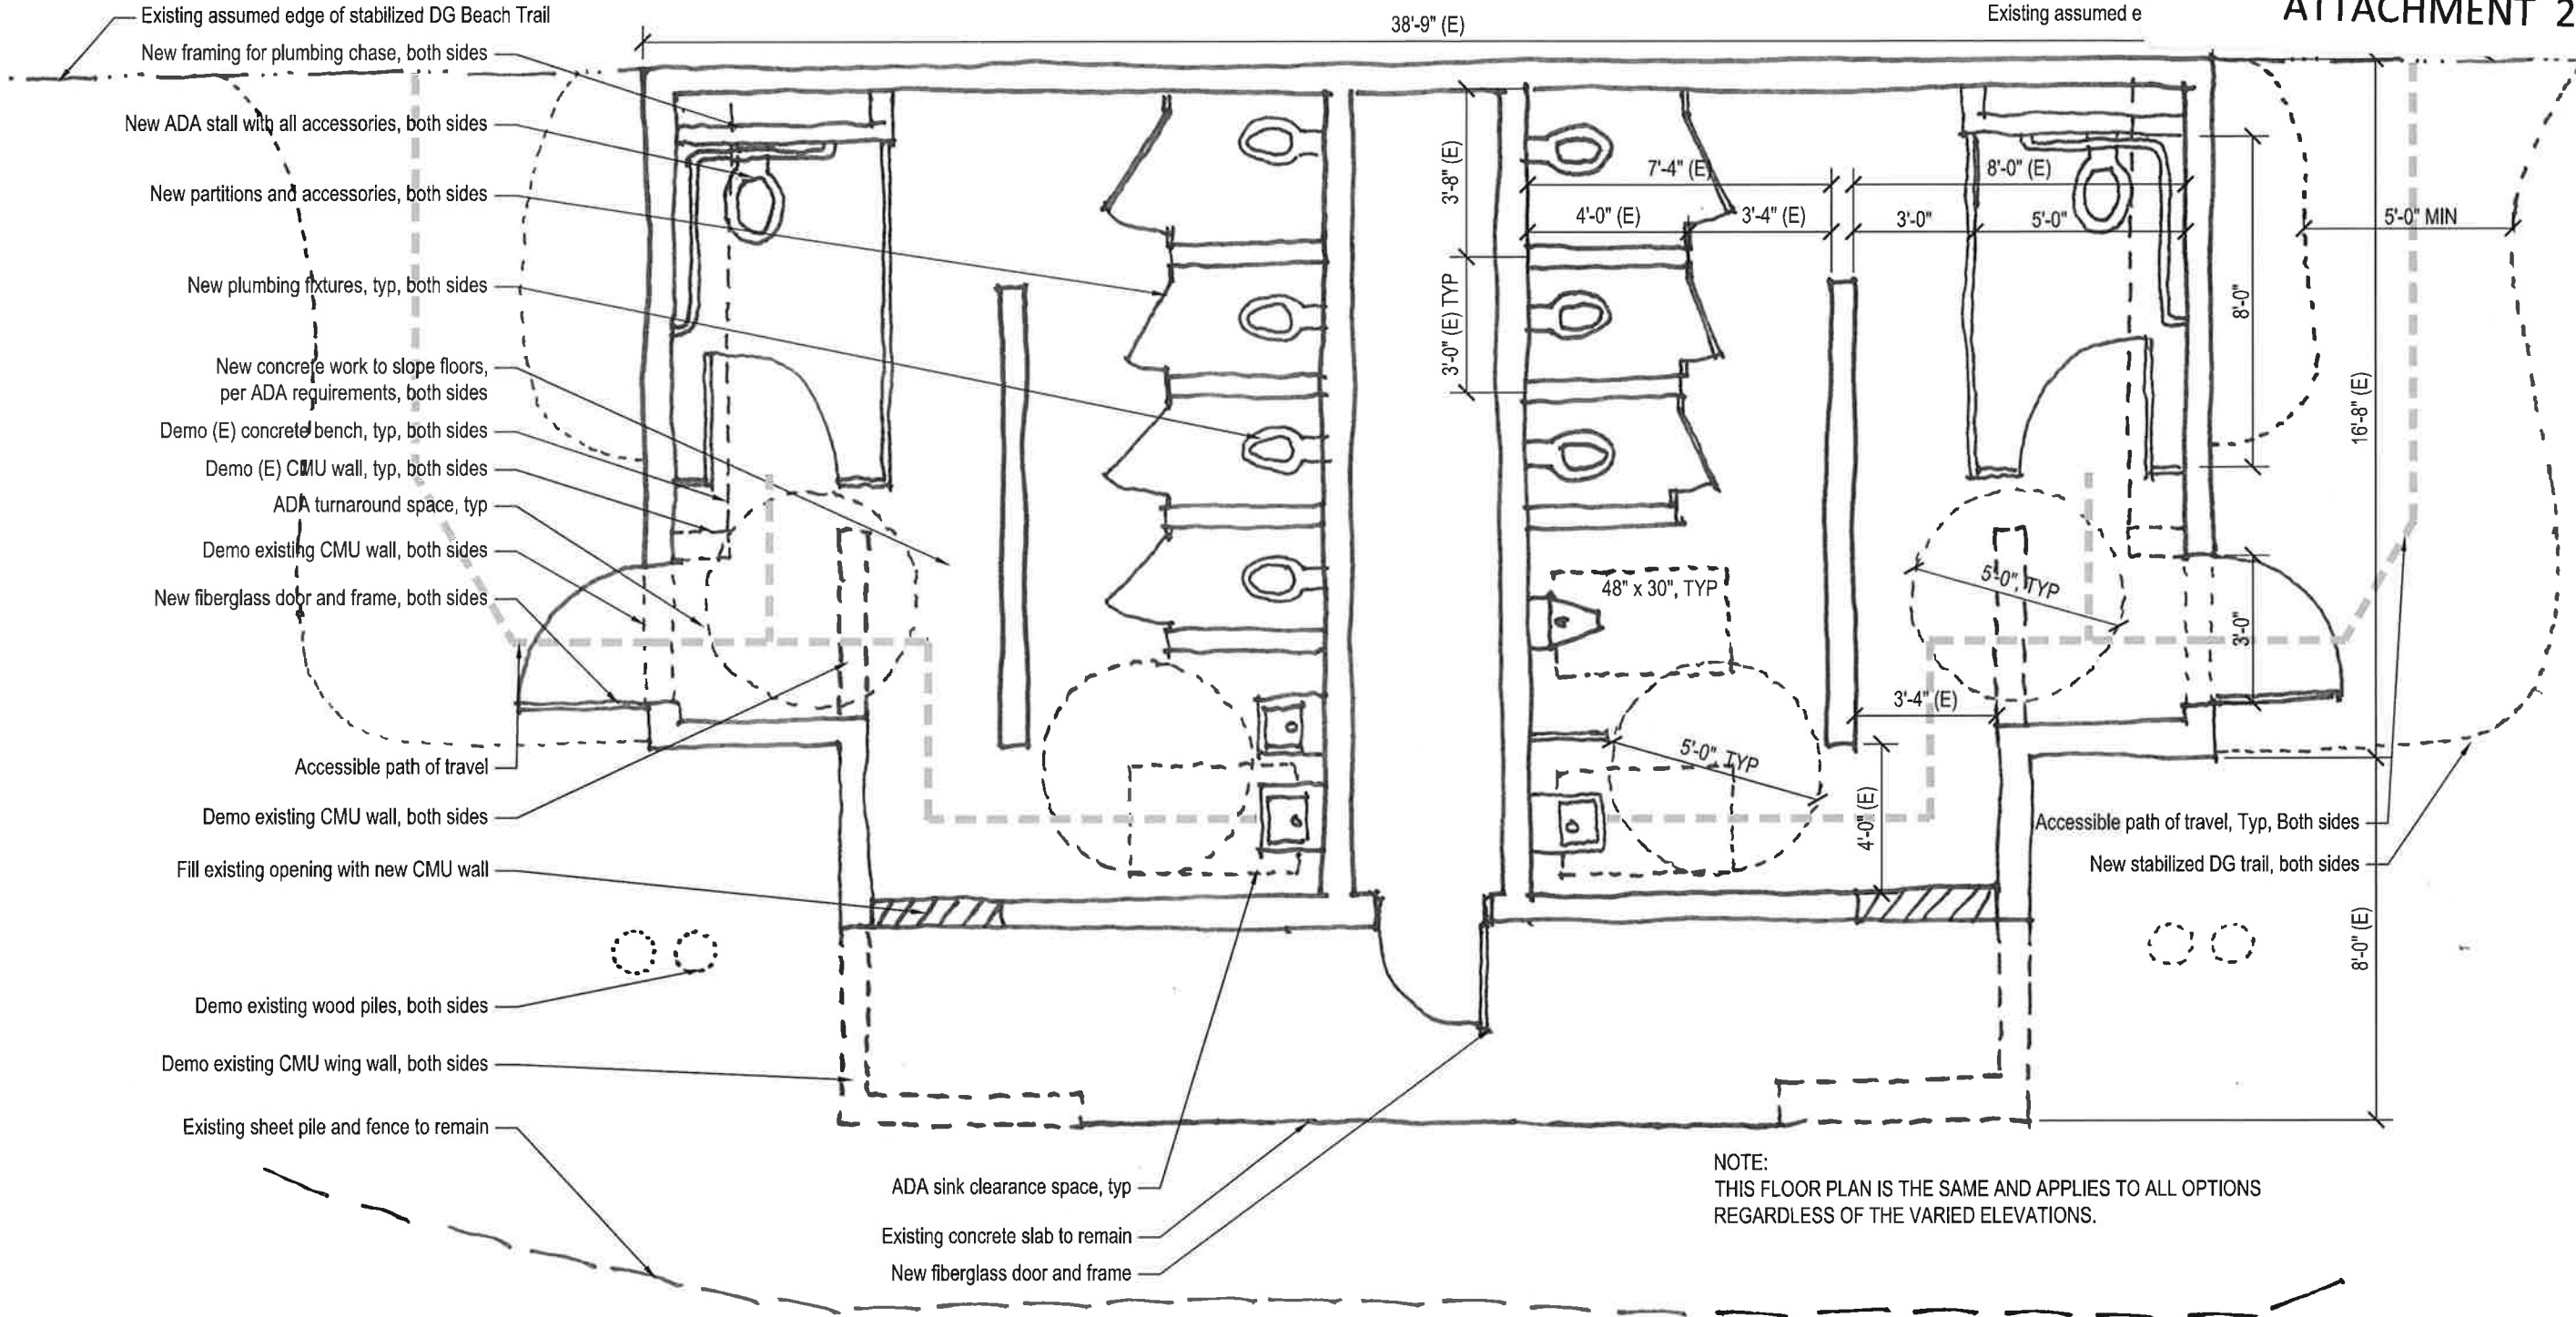 ATTACHMENT 2
Existing assumed edge of stabilized DG Beach Trail
38'-9" (E)
Existing assumed e
New framing for plumbing chase, both sides
New ADA stall with all accessories, both sides
New partitions and accessories, both sides
New plumbing fixtures, typ, both sides
New concrete work to slope floors,
per ADA requirements, both sides
Demo (E) concrete bench, typ, both sides
Demo (E) CMU wall, typ, both sides
ADA turnaround space, typ
Demo existing CMU wall, both sides
New fiberglass door and frame, both sides
Accessible path of travel
Demo existing CMU wall, both sides
Fill existing opening with new CMU wall
Demo existing wood piles, both sides
Demo existing CMU wing wall, both sides
Existing sheet pile and fence to remain
3'-8" (E)
7'-4" (E)
8'-0" (E)
4'-0" (E)
3'-4" (E)
3'-0"
5'-0"
5'-0" MIN
3'-0" (E) TYP
8'-0"
16'-8" (E)
48" x 30", TYP
5'-0", TYP
3'-0"
3'-4" (E)
5'-0" TYP
4'-0" (E)
Accessible path of travel, Typ, Both sides
New stabilized DG trail, both sides
8'-0" (E)
ADA sink clearance space, typ
Existing concrete slab to remain
New fiberglass door and frame
NOTE:
THIS FLOOR PLAN IS THE SAME AND APPLIES TO ALL OPTIONS
REGARDLESS OF THE VARIED ELEVATIONS.